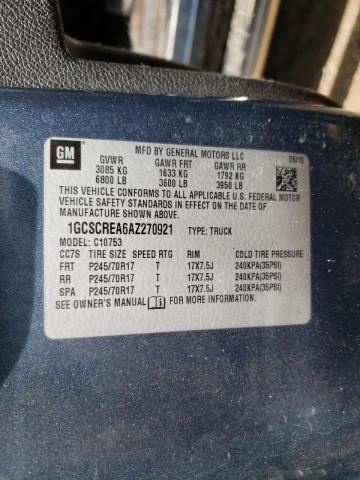 GM
MFD BY GENERAL MOTORS LLC 05/10
GVWR GAWR FRT GAWR RR
3085 KG 1633 KG 1792 KG
6800 LB 3600 LB 3950 LB
THIS VEHICLE CONFORMS TO ALL APPLICABLE
U.S. FEDERAL MOTOR VEHICLE SAFETY AND
THEFT PREVENTION STANDARDS IN EFFECT ON
THE DATE OF MANUFACTURE SHOWN ABOVE.
1GCSCREA6AZ270921 TYPE: TRUCK
MODEL: C10753
CC7S TIRE SIZE SPEED RTG RIM COLD TIRE PRESSURE
FRT P245/70R17 T 17X7.5J 240KPA(35PSI)
RR P245/70R17 T 17X7.5J 240KPA(35PSI)
SPA P245/70R17 T 17X7.5J 240KPA(35PSI)
SEE OWNER'S MANUAL FOR MORE INFORMATION.